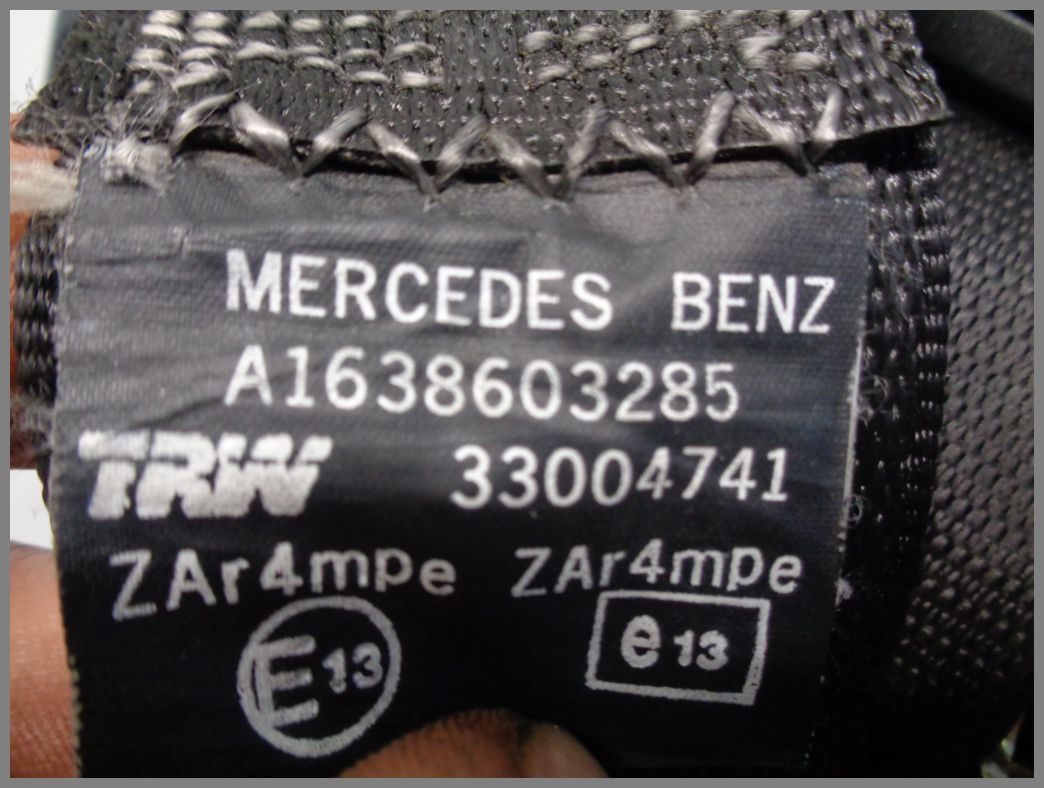 MERCEDES BENZ
A1638603285
TRW 33004741
ZAr4mpe ZAr4mpe
E13 e13